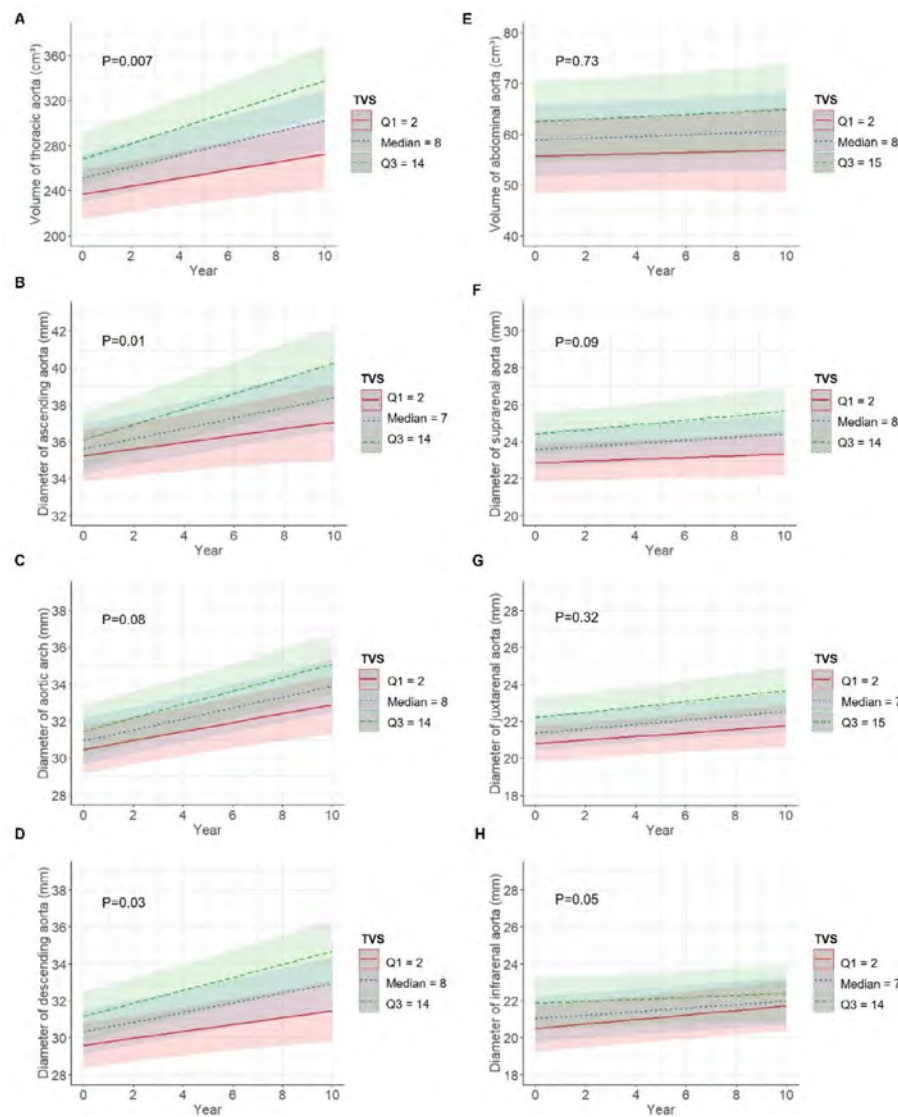 A
Volume of thoracic aorta (cm³)
P=0.007
360
320
280
240
200
0 2 4 6 8 10
Year
TVS
Q1 = 2
Median = 8
Q3 = 14
B
Diameter of ascending aorta (mm)
P=0.01
42
40
38
36
34
32
0 2 4 6 8 10
Year
TVS
Q1 = 2
Median = 7
Q3 = 14
C
Diameter of aortic arch (mm)
P=0.08
38
36
34
32
30
28
0 2 4 6 8 10
Year
TVS
Q1 = 2
Median = 8
Q3 = 14
D
Diameter of descending aorta (mm)
P=0.03
38
36
34
32
30
28
0 2 4 6 8 10
Year
TVS
Q1 = 2
Median = 8
Q3 = 14
E
Volume of abdominal aorta (cm³)
P=0.73
80
70
60
50
40
0 2 4 6 8 10
Year
TVS
Q1 = 2
Median = 8
Q3 = 15
F
Diameter of suprarenal aorta (mm)
P=0.09
30
28
26
24
22
20
0 2 4 6 8 10
Year
TVS
Q1 = 2
Median = 8
Q3 = 14
G
Diameter of juxtarenal aorta (mm)
P=0.32
28
26
24
22
20
18
0 2 4 6 8 10
Year
TVS
Q1 = 2
Median = 7
Q3 = 15
H
Diameter of infrarenal aorta (mm)
P=0.05
28
26
24
22
20
18
0 2 4 6 8 10
Year
TVS
Q1 = 2
Median = 7
Q3 = 14